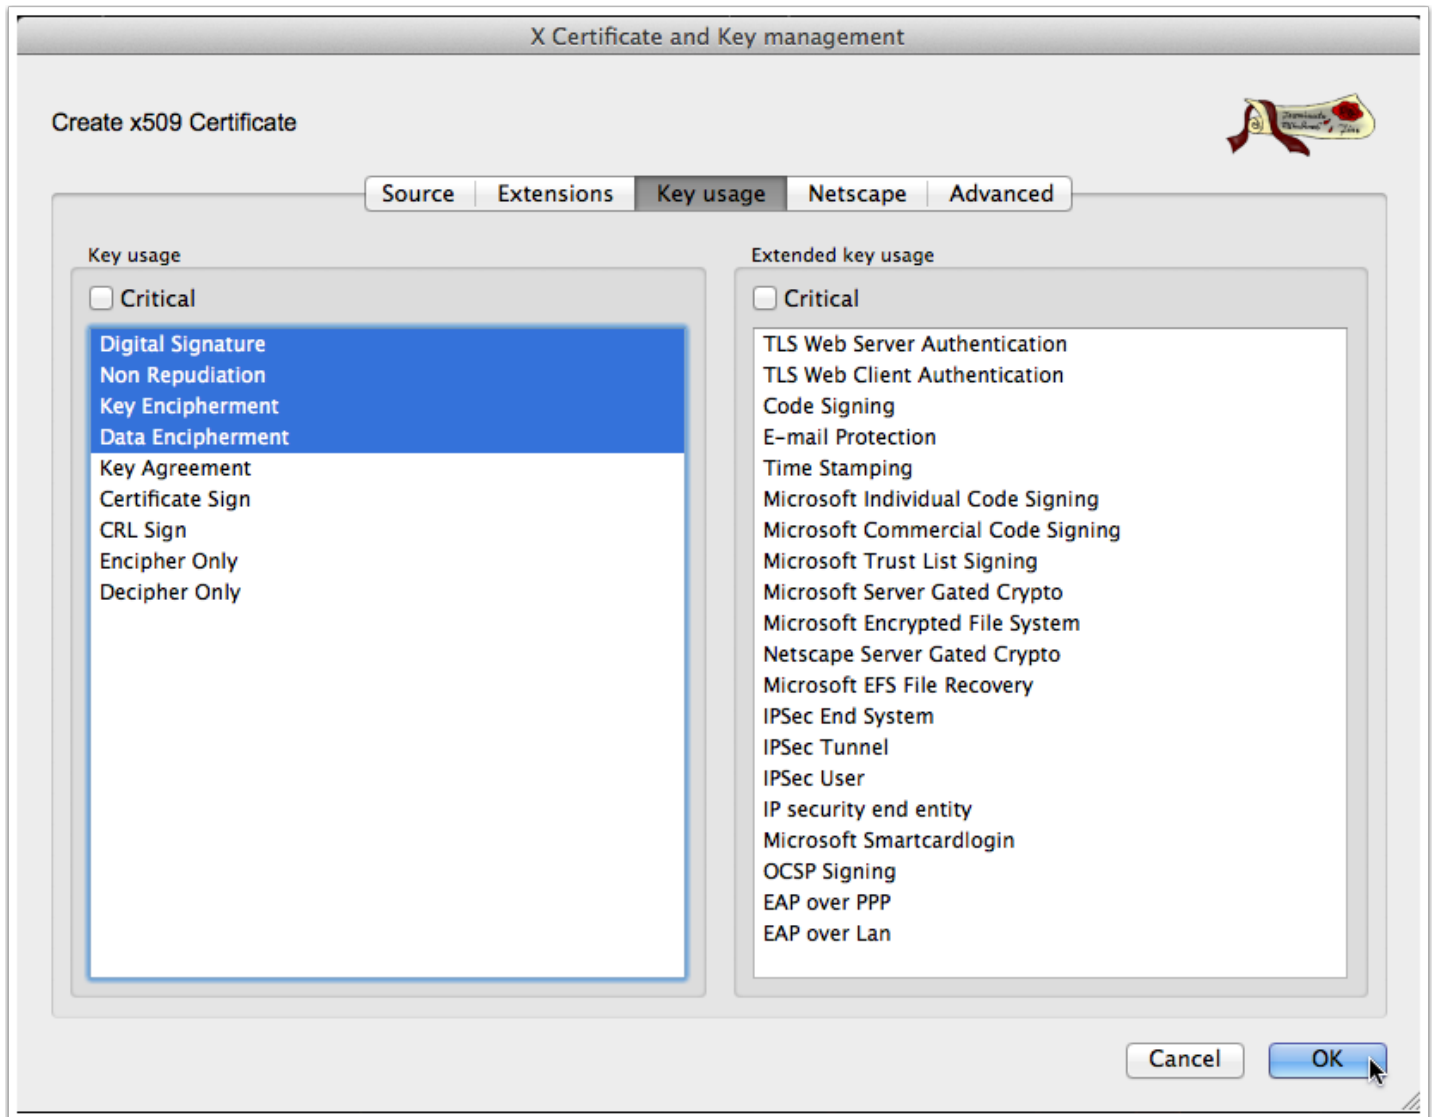 X Certificate and Key management
Create x509 Certificate
Source
Extensions
Key usage
Netscape
Advanced
Key usage
Critical
Digital Signature
Non Repudiation
Key Encipherment
Data Encipherment
Key Agreement
Certificate Sign
CRL Sign
Encipher Only
Decipher Only
Extended key usage
Critical
TLS Web Server Authentication
TLS Web Client Authentication
Code Signing
E-mail Protection
Time Stamping
Microsoft Individual Code Signing
Microsoft Commercial Code Signing
Microsoft Trust List Signing
Microsoft Server Gated Crypto
Microsoft Encrypted File System
Netscape Server Gated Crypto
Microsoft EFS File Recovery
IPSec End System
IPSec Tunnel
IPSec User
IP security end entity
Microsoft Smartcardlogin
OCSP Signing
EAP over PPP
EAP over Lan
Cancel
OK